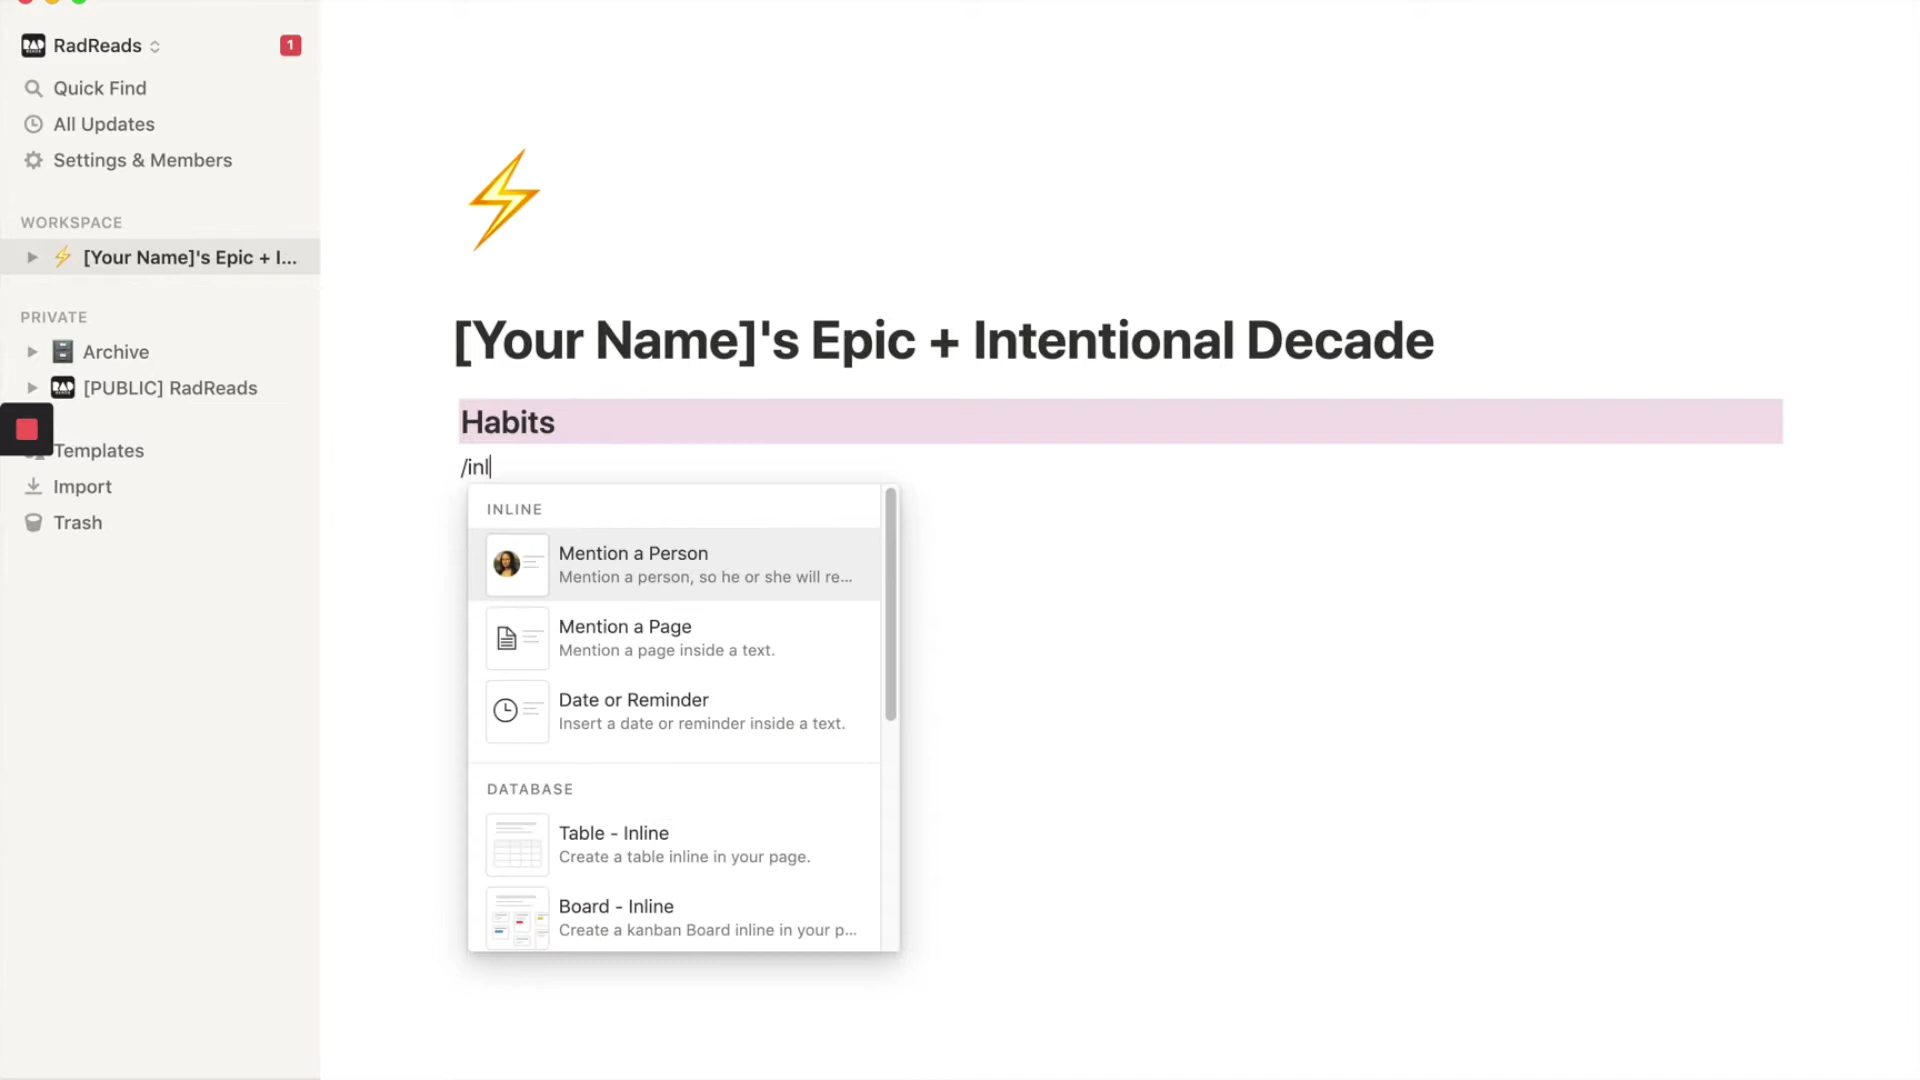 RadReads
1
Quick Find
All Updates
Settings & Members
WORKSPACE
[Your Name]'s Epic + I...
PRIVATE
Archive
[PUBLIC] RadReads
Templates
Import
Trash
[Your Name]'s Epic + Intentional Decade
Habits
/inl
INLINE
Mention a Person
Mention a person, so he or she will re...
Mention a Page
Mention a page inside a text.
Date or Reminder
Insert a date or reminder inside a text.
DATABASE
Table - Inline
Create a table inline in your page.
Board - Inline
Create a kanban Board inline in your p...